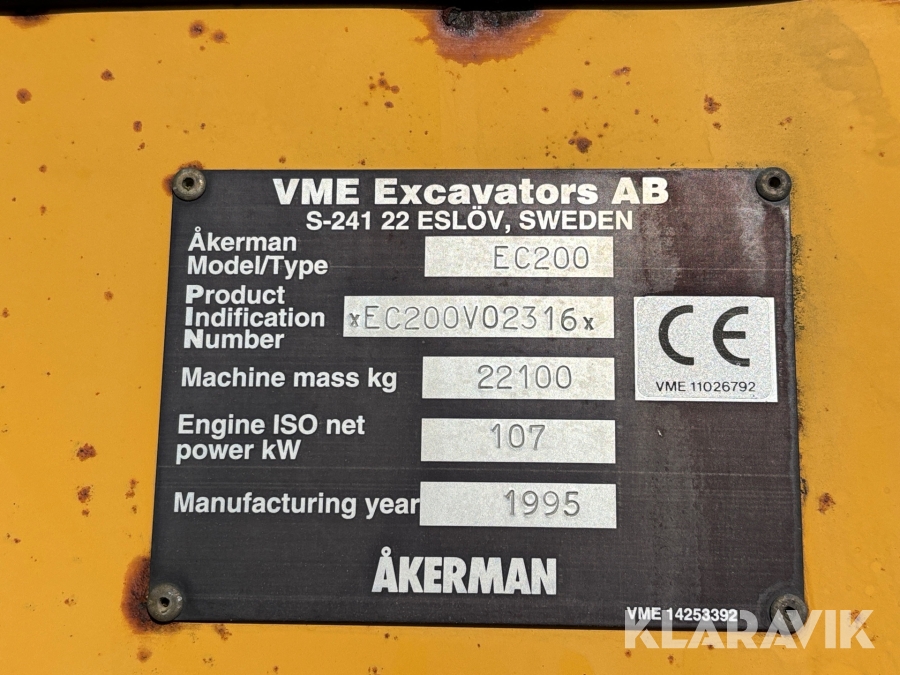 VME Excavators AB
S-241 22 ESLÖV, SWEDEN
Åkerman
Model/Type
EC200
Product
Indification
Number
xEC200V02316x
CE
VME 11026792
Machine mass kg
22100
Engine ISO net
power kW
107
Manufacturing year
1995
ÅKERMAN
VME 14253392
KLARAVIK